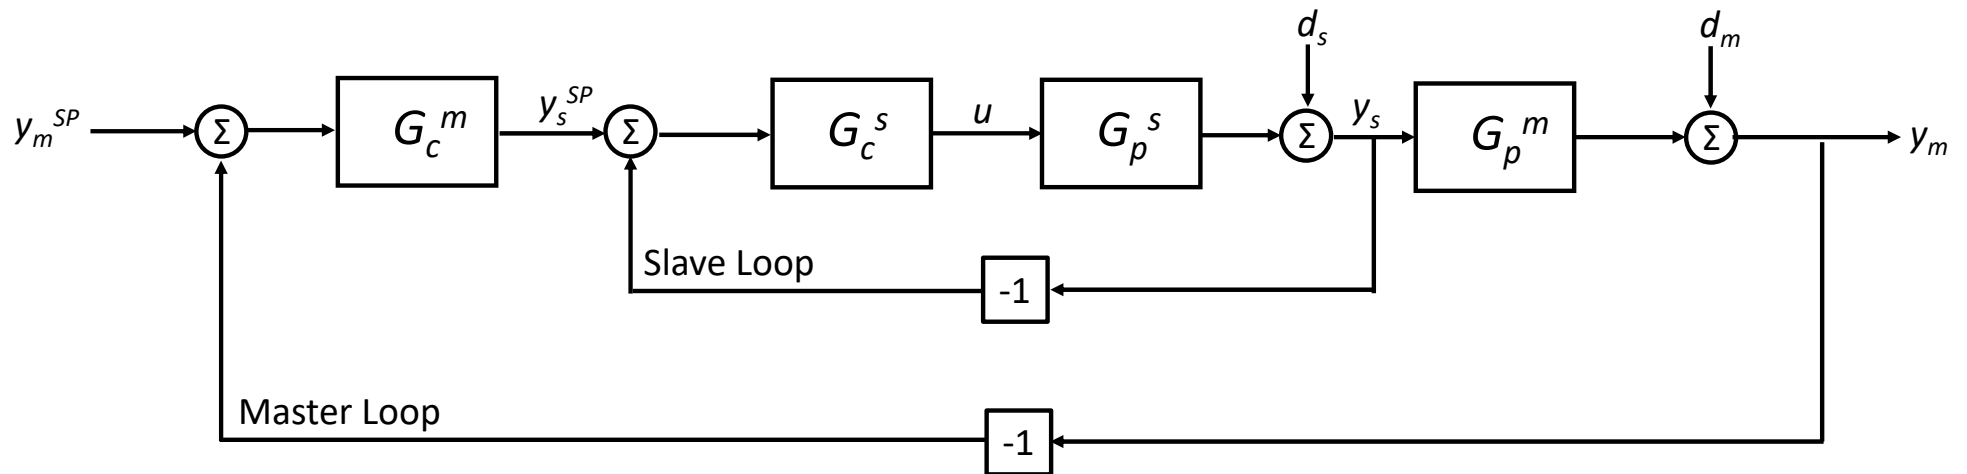 d_s
d_m
y_m^SP
Σ
G_c^m
y_s^SP
Σ
G_c^s
u
G_p^s
Σ
y_s
G_p^m
Σ
y_m
Slave Loop
-1
Master Loop
-1